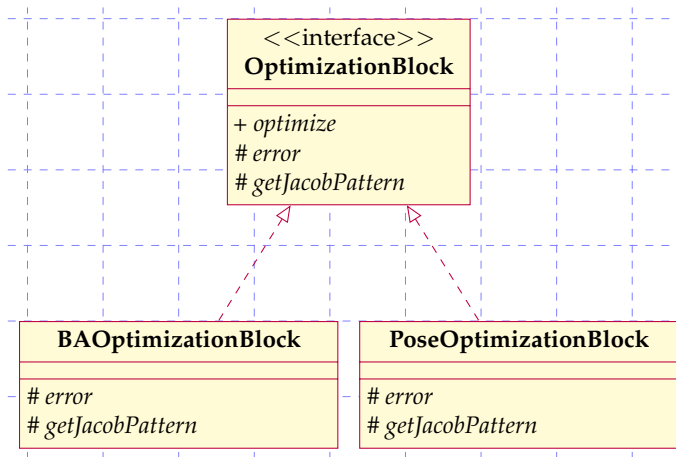 <<interface>>
OptimizationBlock
+ optimize
# error
# getJacobPattern
BAOptimizationBlock
# error
# getJacobPattern
PoseOptimizationBlock
# error
# getJacobPattern